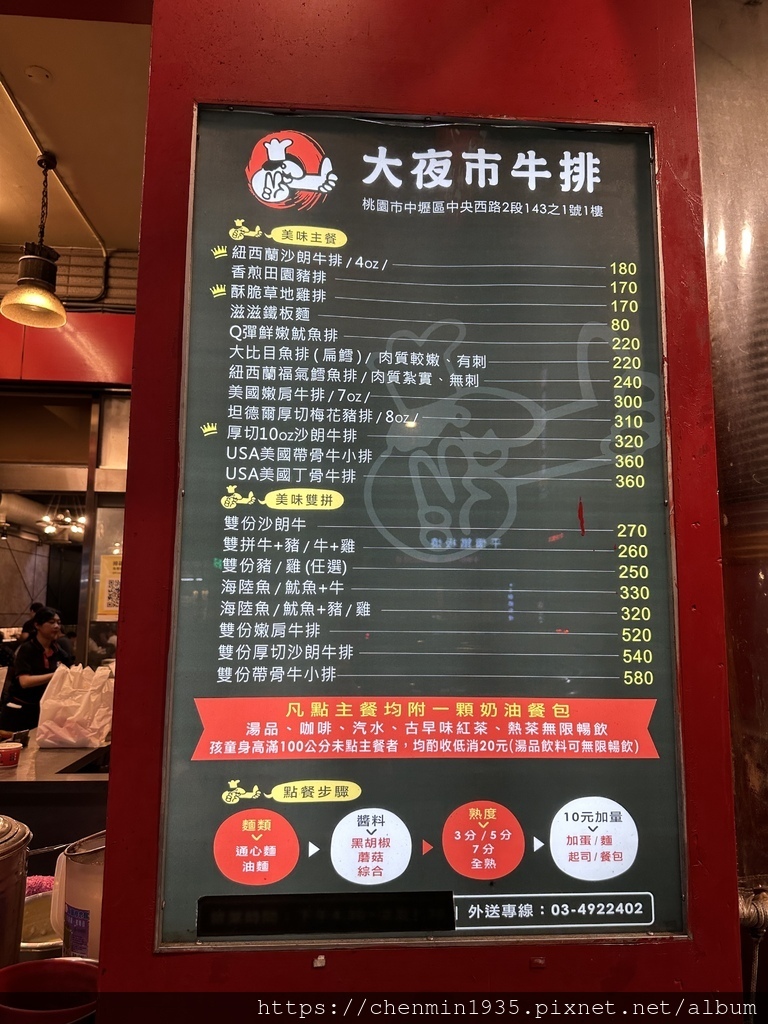 大夜市牛排
桃園市中壢區中央西路2段143之1號1樓
美味主餐
紐西蘭沙朗牛排/4oz/ 180
香煎田園豬排 170
酥脆草地雞排 170
滋滋鐵板麵 80
Q彈鮮嫩魷魚排 220
大比目魚排(扁鱈)/ 肉質較嫩、有刺 220
紐西蘭福氣鱈魚排/肉質紮實、無刺 240
美國嫩肩牛排/7oz/ 300
坦德爾厚切梅花豬排/8oz/ 310
厚切10oz沙朗牛排 320
USA美國帶骨牛小排 360
USA美國丁骨牛排 360
美味雙拼
雙份沙朗牛 270
雙拼牛+豬/牛+雞 260
雙份豬/雞(任選) 250
海陸魚/魷魚+牛 330
海陸魚/魷魚+豬/雞 320
雙份嫩肩牛排 520
雙份厚切沙朗牛排 540
雙份帶骨牛小排 580
凡點主餐均附一顆奶油餐包
湯品、咖啡、汽水、古早味紅茶、熱茶無限暢飲
孩童身高滿100公分未點主餐者，均酌收低消20元(湯品飲料可無限暢飲)
點餐步驟
麵類
通心麵
油麵
醬料
黑胡椒
蘑菇
綜合
熟度
3分/5分
7分
全熟
10元加量
加蛋/麵
起司/餐包
外送專線：03-4922402
https://chenmin1935.pixnet.net/album